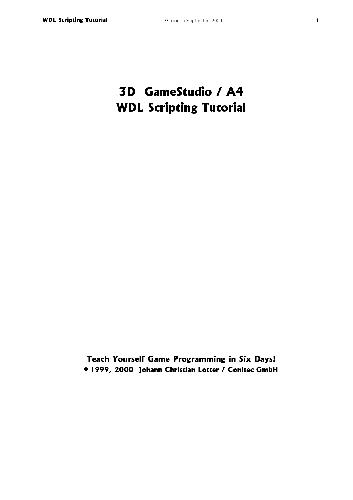 WDL Scripting Tutorial 1
3D GameStudio / A4
WDL Scripting Tutorial
Teach Yourself Game Programming in Six Days!
© 1999, 2000 Johann Christian Lotter / Conitec GmbH